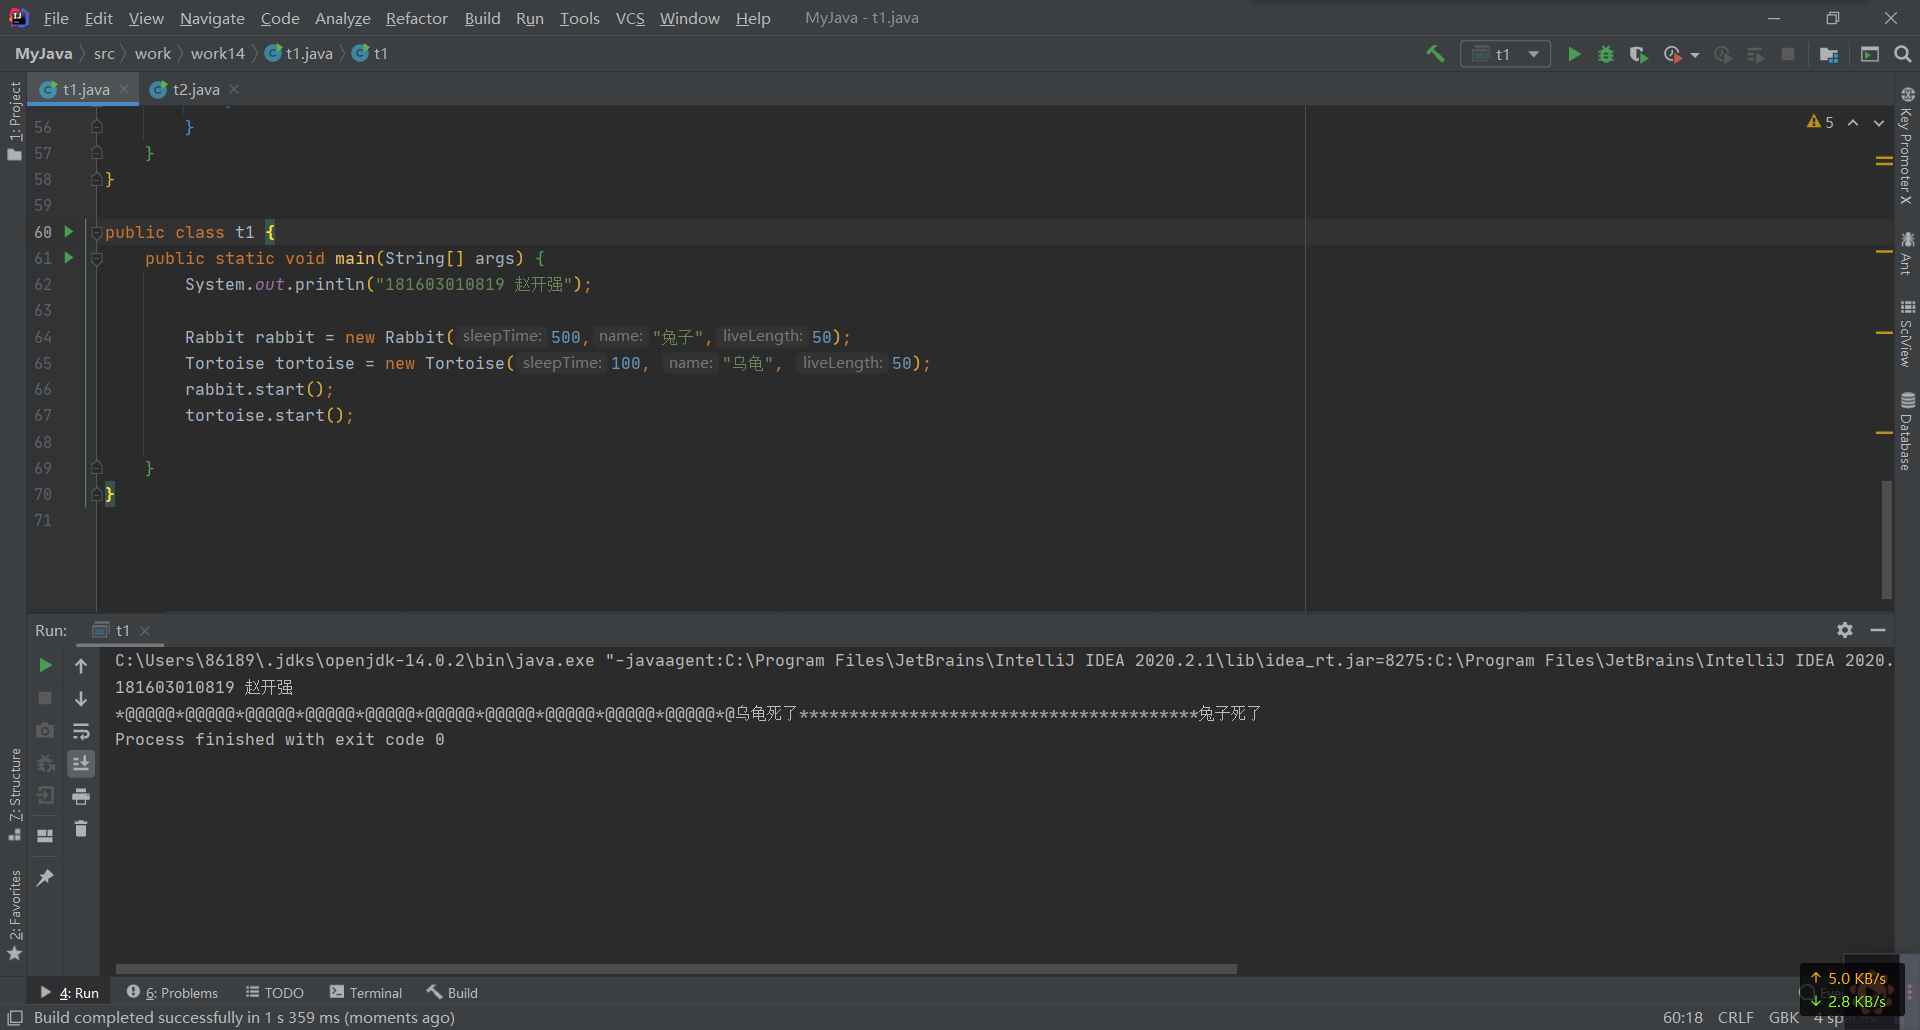 File Edit View Navigate Code Analyze Refactor Build Run Tools VCS Window Help MyJava - t1.java
MyJava src work work14 t1.java t1
t1
t1.java t2.java
1: Project
56 }
57 }
58 }
59
60 public class t1 {
61 public static void main(String[] args) {
62 System.out.println("181603010819 赵开强");
63
64 Rabbit rabbit = new Rabbit( sleepTime: 500, name: "兔子", liveLength: 50);
65 Tortoise tortoise = new Tortoise( sleepTime: 100, name: "乌龟", liveLength: 50);
66 rabbit.start();
67 tortoise.start();
68
69 }
70 }
71
5
Key Promoter X
Ant
SciView
Database
Run: t1
C:\Users\86189\.jdks\openjdk-14.0.2\bin\java.exe "-javaagent:C:\Program Files\JetBrains\IntelliJ IDEA 2020.2.1\lib\idea_rt.jar=8275:C:\Program Files\JetBrains\IntelliJ IDEA 2020.
181603010819 赵开强
*@@@@@*@@@@@*@@@@@*@@@@@*@@@@@*@@@@@*@@@@@*@@@@@*@@@@@*@@@@@*@乌龟死了****************************************兔子死了
Process finished with exit code 0
7: Structure
2: Favorites
4: Run 6: Problems TODO Terminal Build
↑ 5.0 KB/s
↓ 2.8 KB/s
Build completed successfully in 1 s 359 ms (moments ago)
60:18 CRLF GBK 4 sp